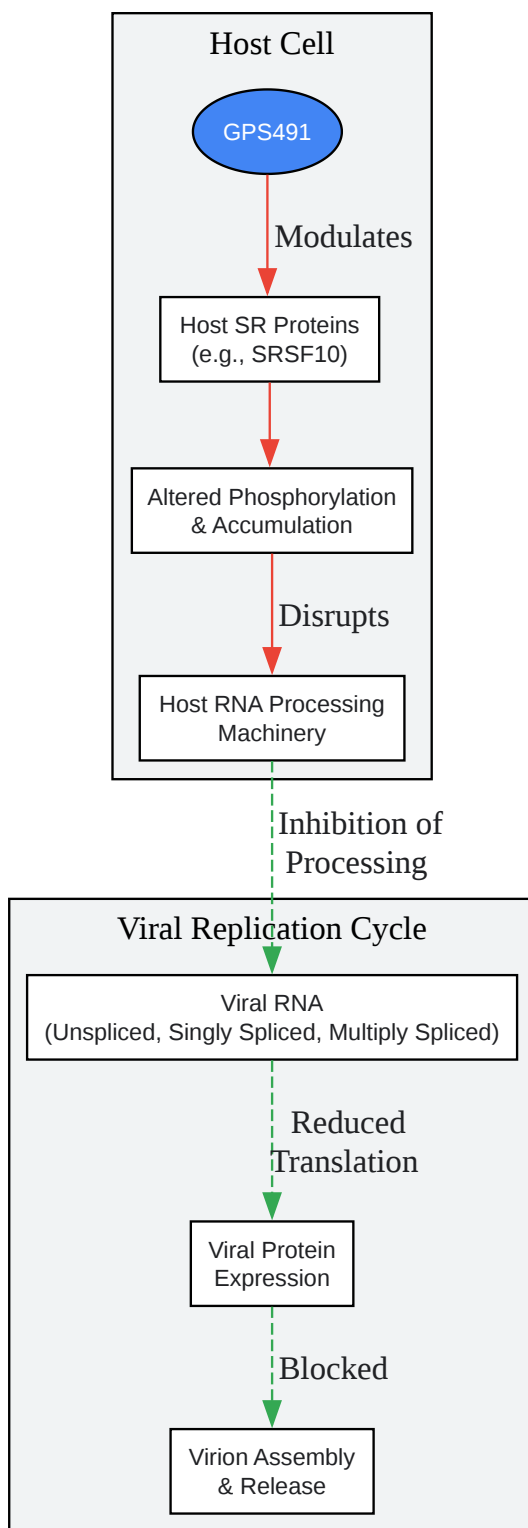 Host Cell
GPS491
Modulates
Host SR Proteins
(e.g., SRSF10)
Altered Phosphorylation
& Accumulation
Disrupts
Host RNA Processing
Machinery
Inhibition of
Processing
Viral Replication Cycle
Viral RNA
(Unspliced, Singly Spliced, Multiply Spliced)
Reduced
Translation
Viral Protein
Expression
Blocked
Virion Assembly
& Release